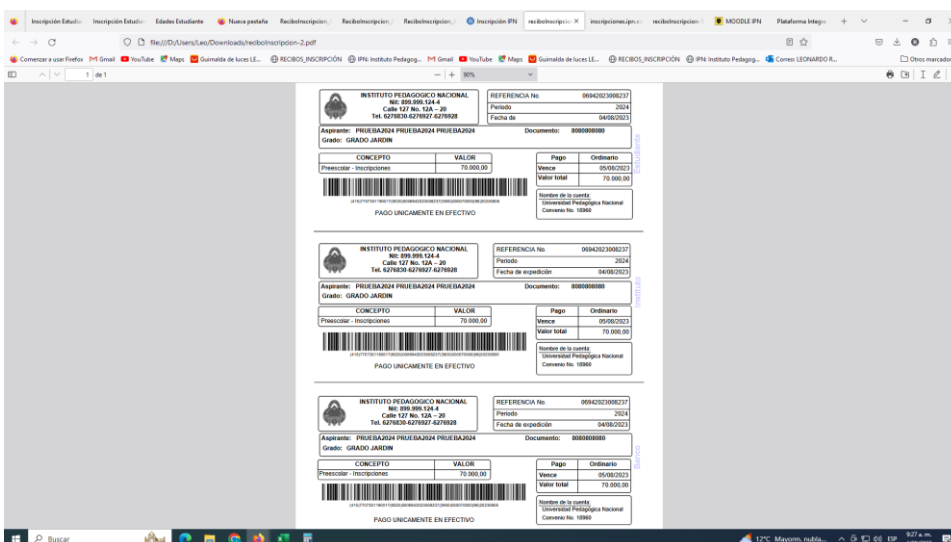 Inscripción Estudia
Inscripción Estudia
Edades Estudiante
Nueva pestaña
ReciboInscripcion_
ReciboInscripcion_
ReciboInscripcion_
Inscripción IPN
reciboInscripcion-
inscripciones.ipn.e
reciboInscripcion-
MOODLE IPN
Plataforma Integra
file:///D:/Users/Leo/Downloads/reciboInscripcion-2.pdf
Comenzar a usar Firefox
Gmail
YouTube
Maps
Guirnalda de luces LE...
RECIBOS_INSCRIPCIÓN
IPN: Instituto Pedagog...
Gmail
YouTube
Maps
Guirnalda de luces LE...
RECIBOS_INSCRIPCIÓN
IPN: Instituto Pedagog...
Correo: LEONARDO R...
Otros marcador
1 de 1
90%
INSTITUTO PEDAGOGICO NACIONAL
Nit: 899.999.124-4
Calle 127 No. 12A – 20
Tel. 6276830-6276927-6276928
REFERENCIA No. 06942023008237
Periodo 2024
Fecha de 04/08/2023
Aspirante: PRUEBA2024 PRUEBA2024 PRUEBA2024 Documento: 8080808080
Grado: GRADO JARDIN
Estudiante
CONCEPTO VALOR
Preescolar - Inscripciones 70.000,00
Pago Ordinario
Vence 05/08/2023
Valor total 70.000,00
PAGO UNICAMENTE EN EFECTIVO
Nombre de la cuenta:
Universidad Pedagógica Nacional
Convenio No. 18960
INSTITUTO PEDAGOGICO NACIONAL
Nit: 899.999.124-4
Calle 127 No. 12A – 20
Tel. 6276830-6276927-6276928
REFERENCIA No. 06942023008237
Periodo 2024
Fecha de expedición 04/08/2023
Aspirante: PRUEBA2024 PRUEBA2024 PRUEBA2024 Documento: 8080808080
Grado: GRADO JARDIN
Instituto
CONCEPTO VALOR
Preescolar - Inscripciones 70.000,00
Pago Ordinario
Vence 05/08/2023
Valor total 70.000,00
PAGO UNICAMENTE EN EFECTIVO
Nombre de la cuenta:
Universidad Pedagógica Nacional
Convenio No. 18960
INSTITUTO PEDAGOGICO NACIONAL
Nit: 899.999.124-4
Calle 127 No. 12A – 20
Tel. 6276830-6276927-6276928
REFERENCIA No. 06942023008237
Periodo 2024
Fecha de expedición 04/08/2023
Aspirante: PRUEBA2024 PRUEBA2024 PRUEBA2024 Documento: 8080808080
Grado: GRADO JARDIN
Banco
CONCEPTO VALOR
Preescolar - Inscripciones 70.000,00
Pago Ordinario
Vence 05/08/2023
Valor total 70.000,00
PAGO UNICAMENTE EN EFECTIVO
Nombre de la cuenta:
Universidad Pedagógica Nacional
Convenio No. 18960
Buscar
12°C Mayorm. nubla...
ESP
9:27 a. m.